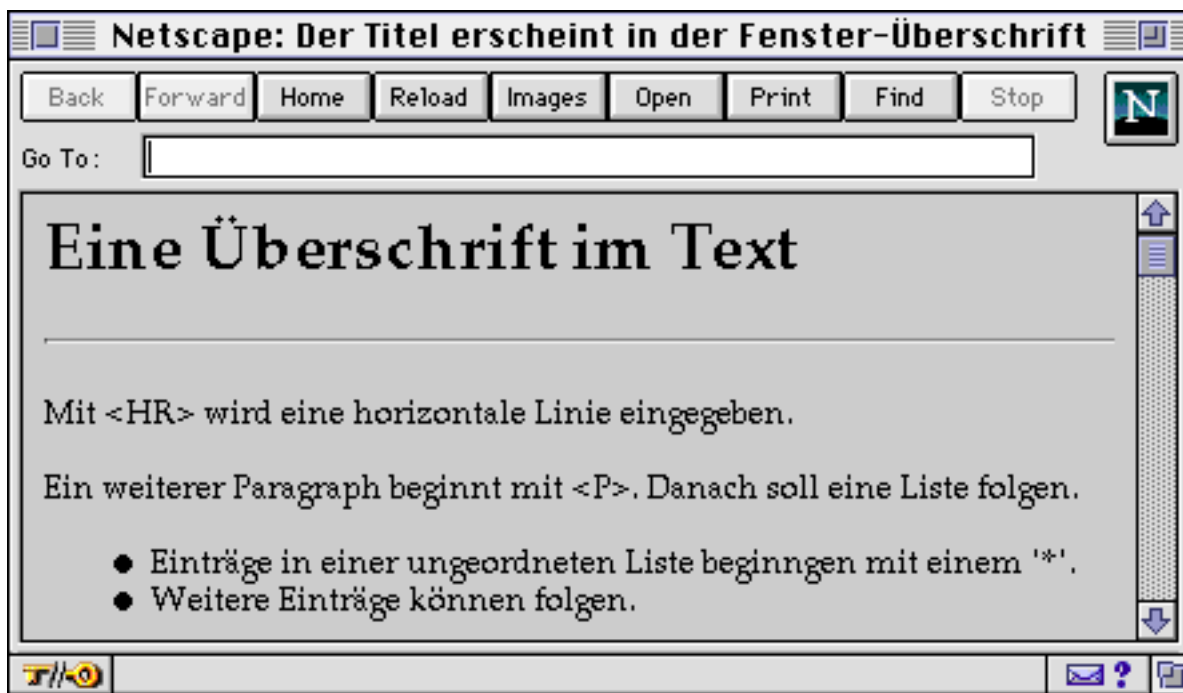 Netscape: Der Titel erscheint in der Fenster-Überschrift
Back Forward Home Reload Images Open Print Find Stop
N
Go To:
Eine Überschrift im Text
Mit <HR> wird eine horizontale Linie eingegeben.
Ein weiterer Paragraph beginnt mit <P>. Danach soll eine Liste folgen.
● Einträge in einer ungeordneten Liste beginngen mit einem '*'.
● Weitere Einträge können folgen.
?